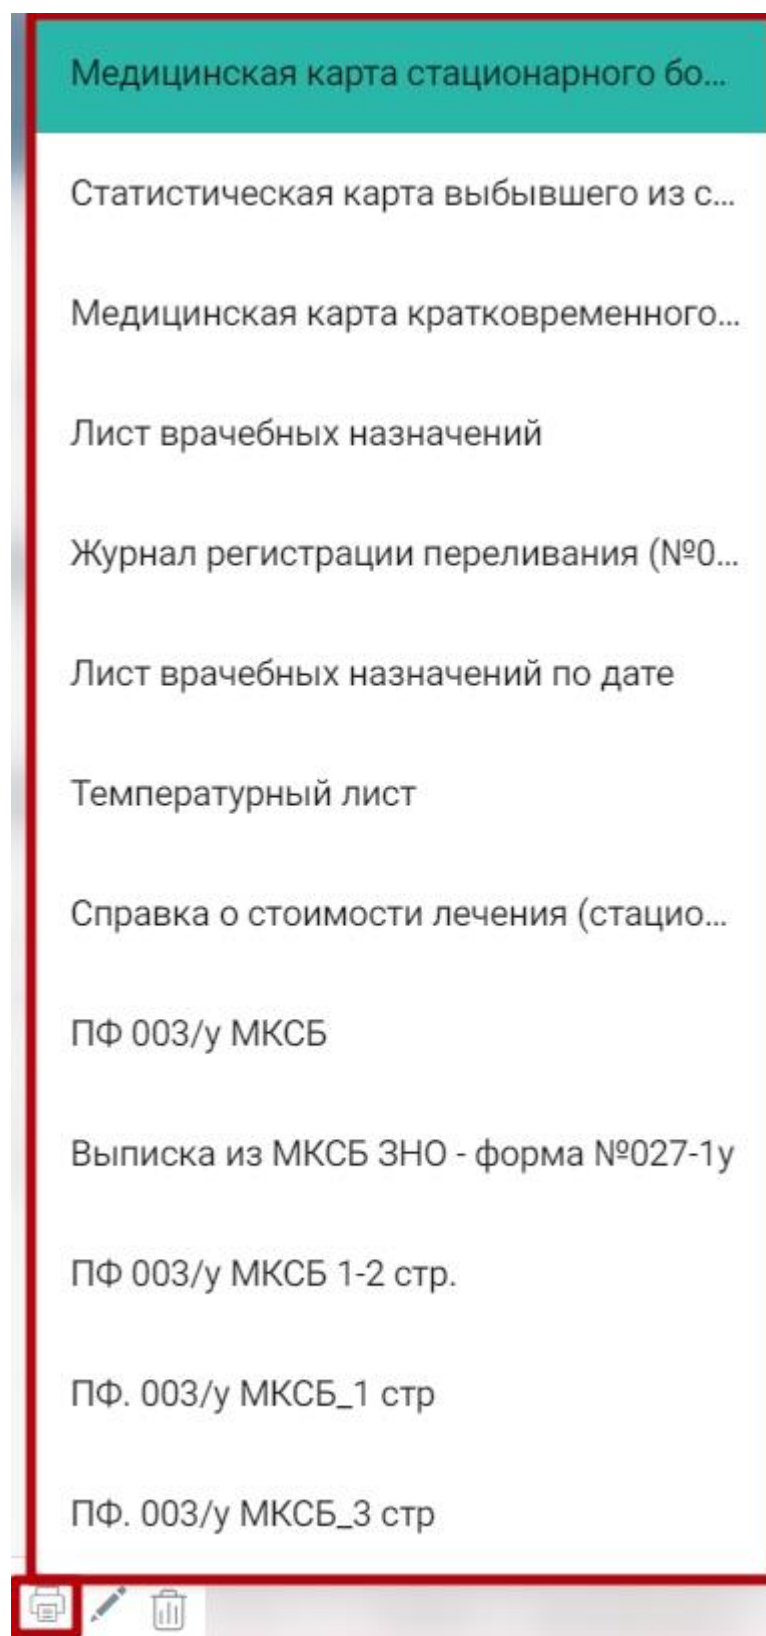 Медицинская карта стационарного бо...
Статистическая карта выбывшего из с...
Медицинская карта кратковременного...
Лист врачебных назначений
Журнал регистрации переливания (№0...
Лист врачебных назначений по дате
Температурный лист
Справка о стоимости лечения (стацио...
ПФ 003/у МКСБ
Выписка из МКСБ ЗНО - форма №027-1у
ПФ 003/у МКСБ 1-2 стр.
ПФ. 003/у МКСБ_1 стр
ПФ. 003/у МКСБ_3 стр